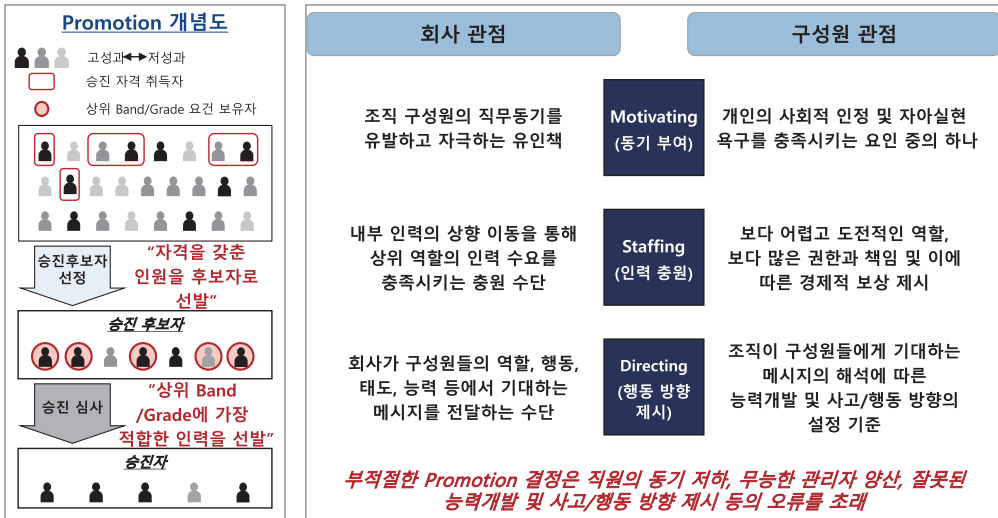 Promotion 개념도
고성과↔저성과
승진 자격 취득자
상위 Band/Grade 요건 보유자
승진후보자
선정
“자격을 갖춘
인원을 후보자로
선발”
승진 후보자
승진 심사
“상위 Band
/Grade에 가장
적합한 인력을 선발”
승진자
회사 관점
구성원 관점
조직 구성원의 직무동기를
유발하고 자극하는 유인책
Motivating
(동기 부여)
개인의 사회적 인정 및 자아실현
욕구를 충족시키는 요인 중의 하나
내부 인력의 상향 이동을 통해
상위 역할의 인력 수요를
충족시키는 충원 수단
Staffing
(인력 충원)
보다 어렵고 도전적인 역할,
보다 많은 권한과 책임 및 이에
따른 경제적 보상 제시
회사가 구성원들의 역할, 행동,
태도, 능력 등에서 기대하는
메시지를 전달하는 수단
Directing
(행동 방향
제시)
조직이 구성원들에게 기대하는
메시지의 해석에 따른
능력개발 및 사고/행동 방향의
설정 기준
부적절한 Promotion 결정은 직원의 동기 저하, 무능한 관리자 양산, 잘못된
능력개발 및 사고/행동 방향 제시 등의 오류를 초래